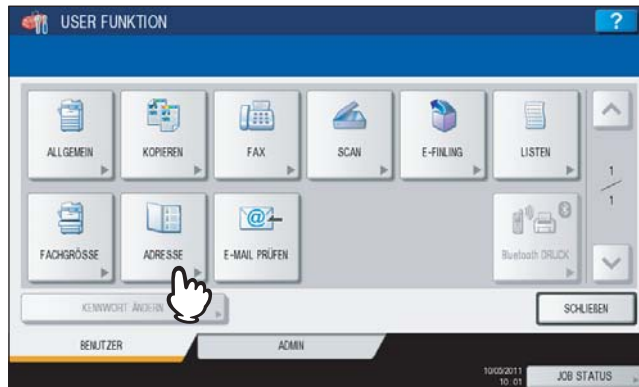 USER FUNKTION
?
ALLGEMEIN
KOPIEREN
FAX
SCAN
E-FINLING
LISTEN
1
1
FACHGRÖSSE
ADRESSE
@
E-MAIL PRÜFEN
Bluetooth DRUCK
KENNWORT ÄNDERN
SCHLIEßEN
BENUTZER
ADMIN
10/03/2011
10:01
JOB STATUS